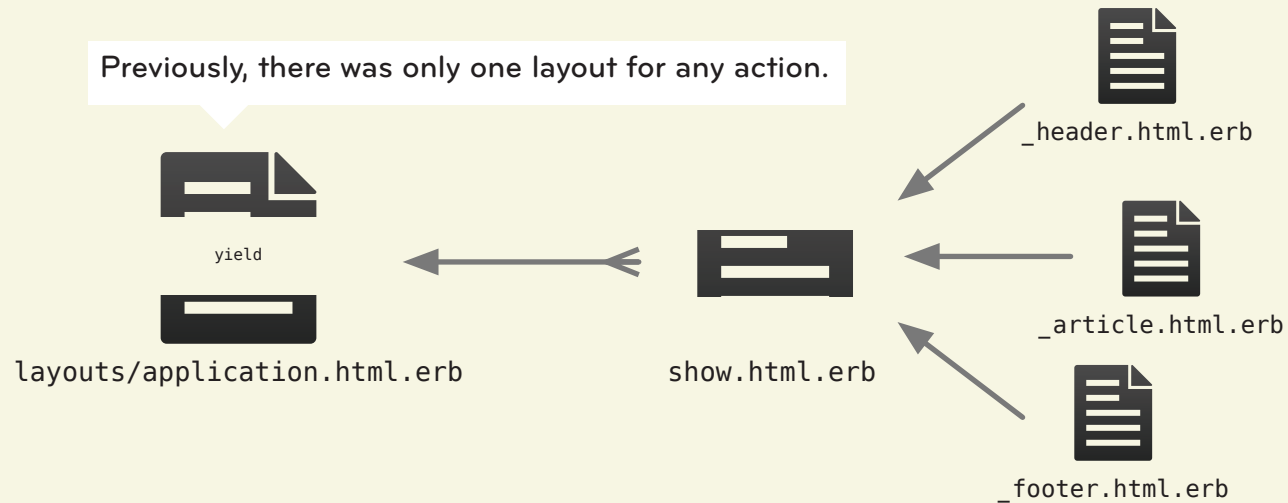 Previously, there was only one layout for any action.
_header.html.erb
yield
_article.html.erb
layouts/application.html.erb
show.html.erb
_footer.html.erb